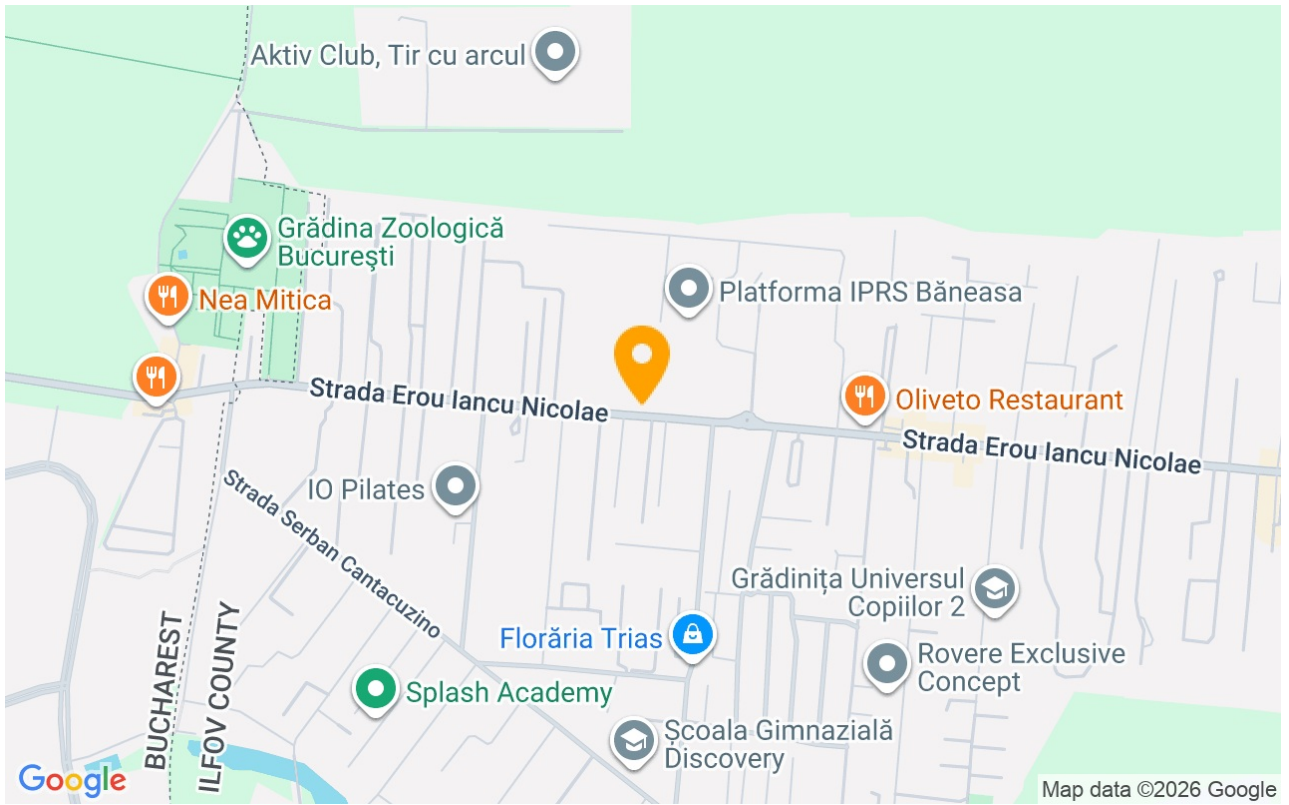 Aktiv Club, Tir cu arcul
Grădina Zoologică
București
Nea Mitica
Platforma IPRS Băneasa
Strada Erou Iancu Nicolae
Oliveto Restaurant
Strada Erou Iancu Nicolae
IO Pilates
Strada Serban Cantacuzino
Grădinița Universul
Copiilor 2
BUCHAREST
ILFOV COUNTY
Florăria Trias
Rovere Exclusive
Concept
Splash Academy
Școala Gimnazială
Discovery
Google
Map data ©2026 Google